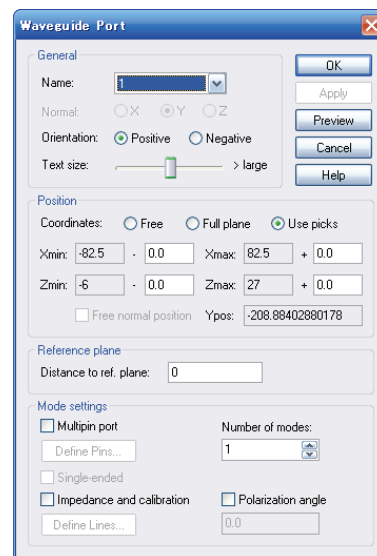 Waveguide Port
General
Name: 1
Normal: X Y Z
Orientation: Positive Negative
Text size: > large
OK
Apply
Preview
Cancel
Help
Position
Coordinates: Free Full plane Use picks
Xmin: -82.5 - 0.0 Xmax: 82.5 + 0.0
Zmin: -6 - 0.0 Zmax: 27 + 0.0
Free normal position Ypos: -208.88402880178
Reference plane
Distance to ref. plane: 0
Mode settings
Multipin port Number of modes:
Define Pins... 1
Single-ended
Impedance and calibration Polarization angle
Define Lines... 0.0